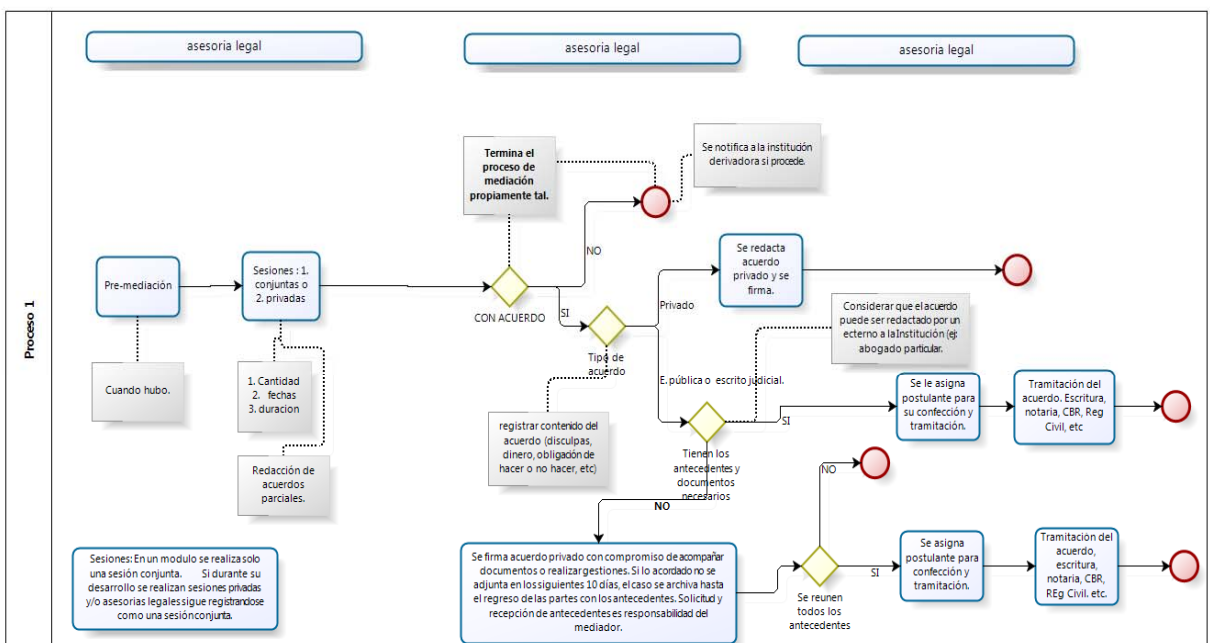 Proceso 1
asesoria legal
asesoria legal
asesoria legal
Termina el
proceso de
mediación
propiamente tal.
Se notifica a la institución
derivadora si procede.
NO
Pre-mediación
Sesiones : 1.
conjuntas o
2. privadas
CON ACUERDO
SI
Tipo de
acuerdo
Privado
Se redacta
acuerdo
privado y se
firma.
Considerar que el acuerdo
puede ser redactado por un
ecterno a la Institución (ej:
abogado particular.
Cuando hubo.
1. Cantidad
2. fechas
3. duracion
E. pública o escrito judicial.
Se le asigna
postulante para
su confección y
tramitación.
Tramitación del
acuerdo. Escritura,
notaria, CBR, Reg
Civil, etc
SI
registrar contenido del
acuerdo (disculpas,
dinero, obligación de
hacer o no hacer, etc)
Tienen los
antecedentes y
documentos
necesarios
Redacción de
acuerdos
parciales.
NO
NO
Sesiones: En un modulo se realiza solo
una sesión conjunta. Si durante su
desarrollo se realizan sesiones privadas
y/o asesorias legales sigue registrandose
como una sesión conjunta.
Se firma acuerdo privado con compromiso de acompañar
documentos o realizar gestiones. Si lo acordado no se
adjunta en los siguientes 10 días, el caso se archiva hasta
el regreso de las partes con los antecedentes. Solicitud y
recepción de antecedentes es responsabilidad del
mediador.
Se reunen
todos los
antecedentes
SI
Se asigna
postulante para
confección y
tramitación.
Tramitación del
acuerdo,
escritura,
notaria, CBR,
REg Civil. etc.